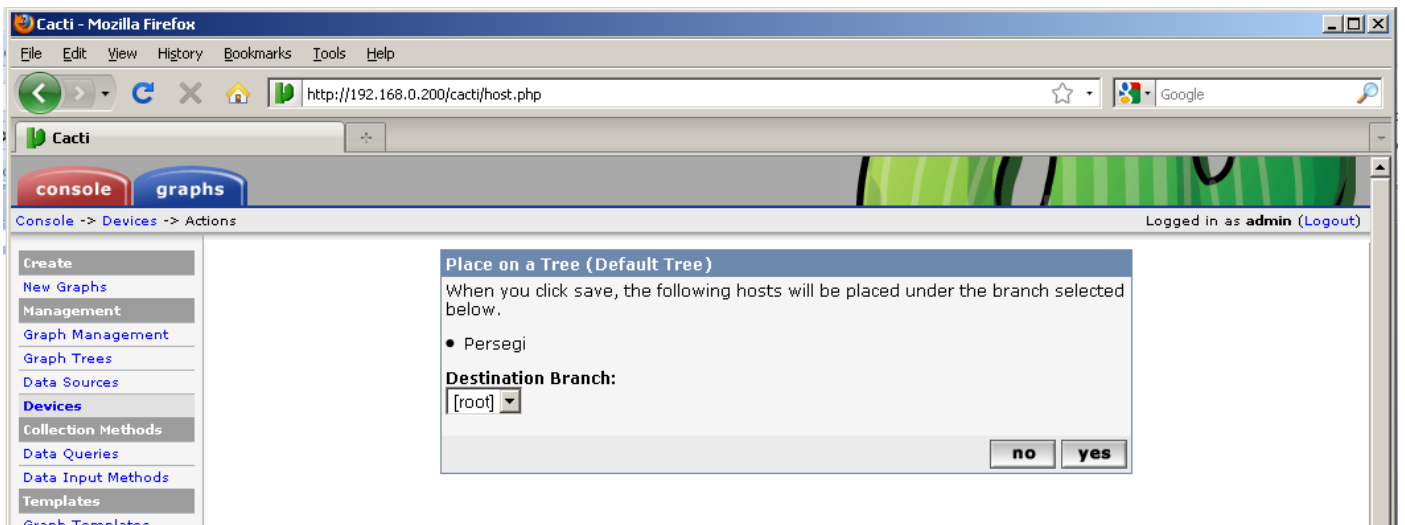 Cacti - Mozilla Firefox
File Edit View History Bookmarks Tools Help
http://192.168.0.200/cacti/host.php
Google
Cacti
console graphs
Console -> Devices -> Actions
Logged in as admin (Logout)
Create
New Graphs
Management
Graph Management
Graph Trees
Data Sources
Devices
Collection Methods
Data Queries
Data Input Methods
Templates
Graph Templates
Place on a Tree (Default Tree)
When you click save, the following hosts will be placed under the branch selected
below.
• Persegi
Destination Branch:
[root]
no yes